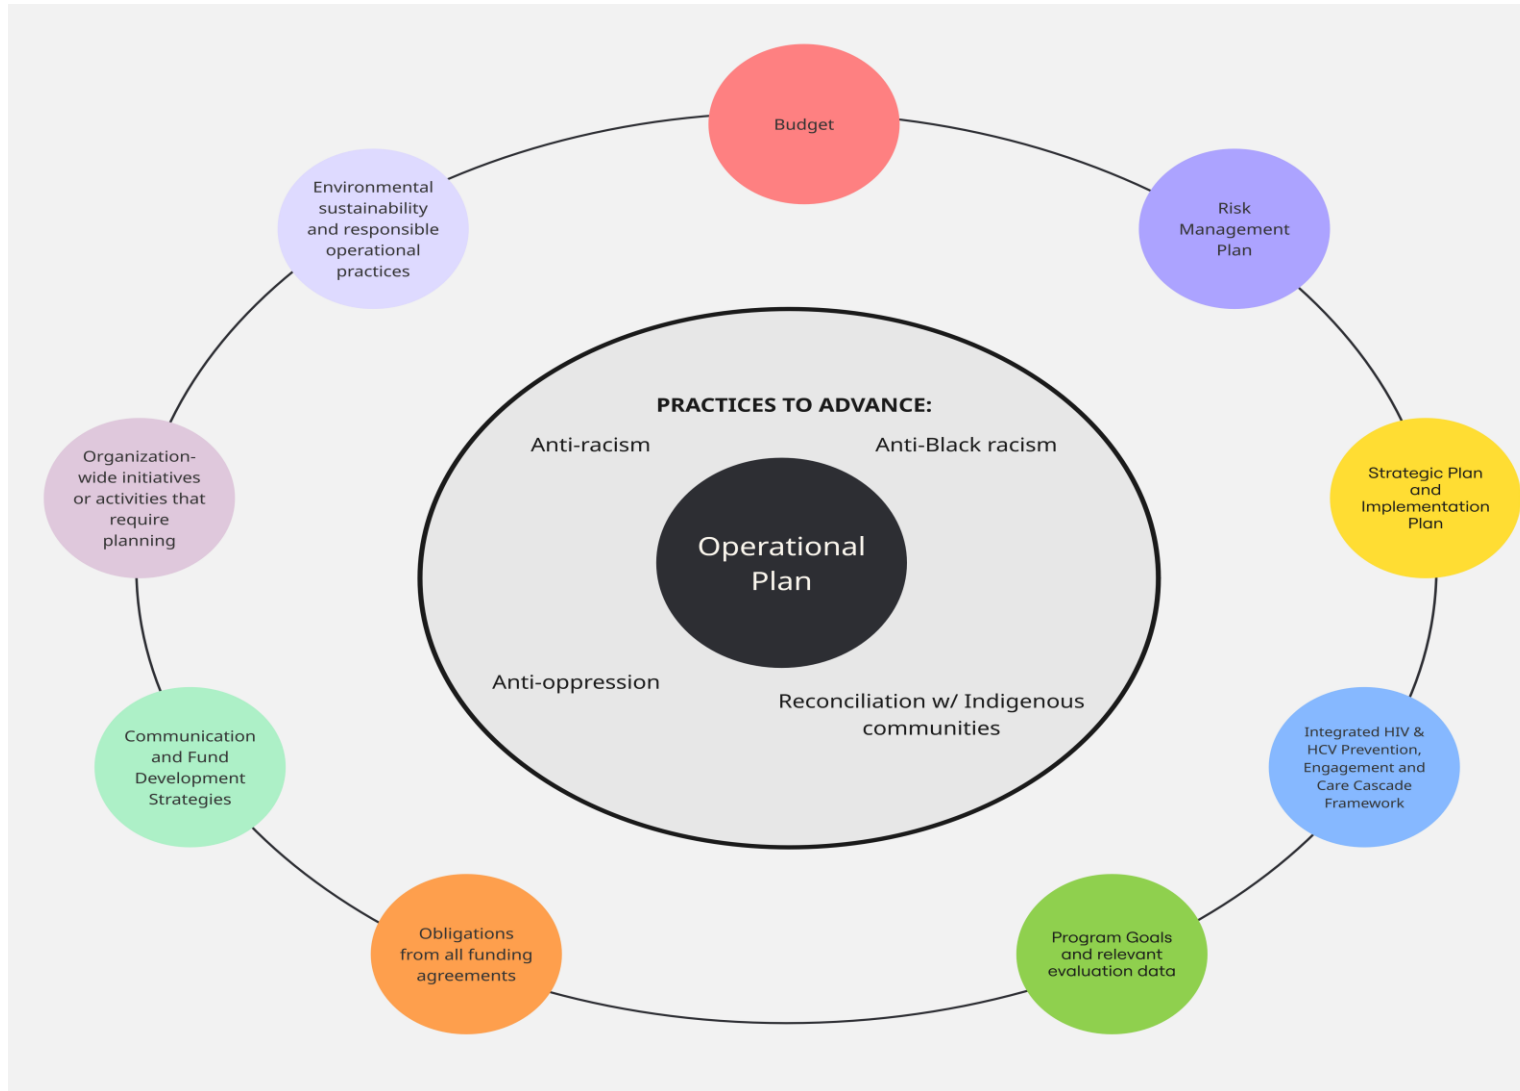 Budget
Environmental
sustainability
and responsible
operational
practices
Risk
Management
Plan
PRACTICES TO ADVANCE:
Anti-racism
Anti-Black racism
Organization-
wide initiatives
or activities that
require
planning
Operational
Plan
Strategic Plan
and
Implementation
Plan
Anti-oppression
Reconciliation w/ Indigenous
communities
Communication
and Fund
Development
Strategies
Integrated HIV &
HCV Prevention,
Engagement and
Care Cascade
Framework
Obligations
from all funding
agreements
Program Goals
and relevant
evaluation data